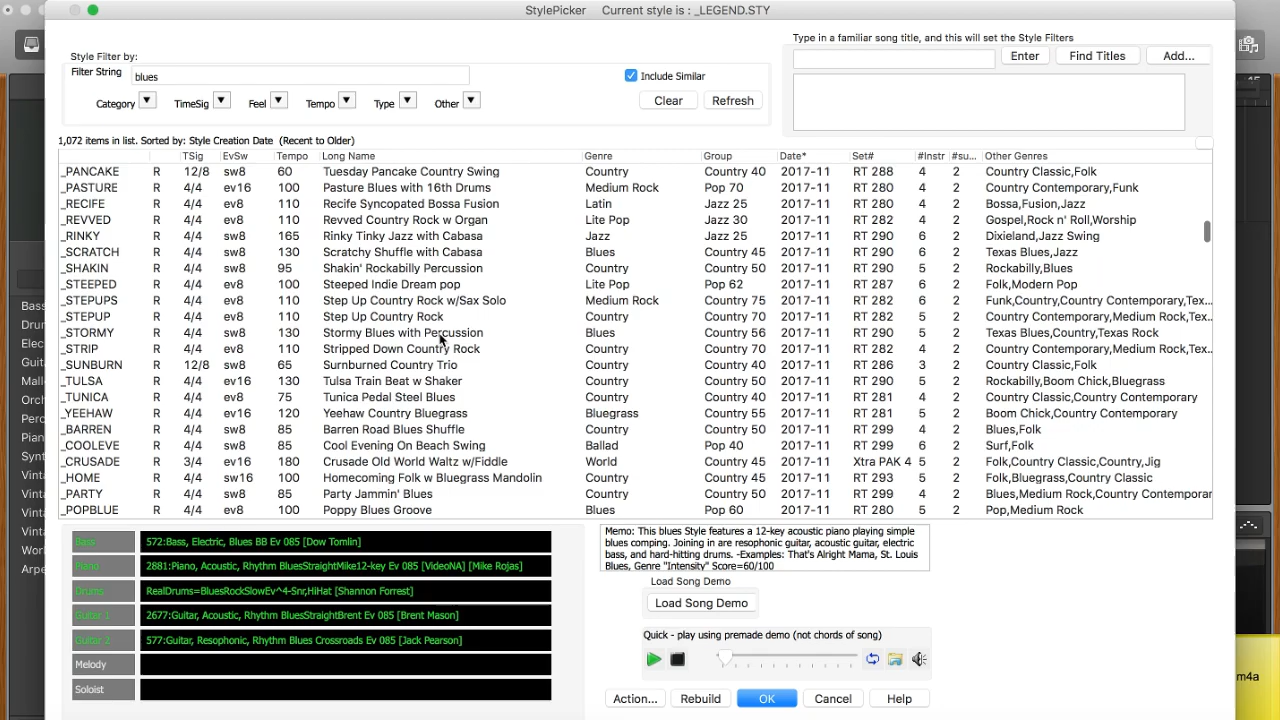 StylePicker Current style is : _LEGEND.STY
Type in a familiar song title, and this will set the Style Filters
Style Filter by:
Filter String blues
Include Similar
Enter Find Titles Add...
Category TimeSig Feel Tempo Type Other Clear Refresh
1,072 items in list. Sorted by: Style Creation Date (Recent to Older)
TSig EvSw Tempo Long Name Genre Group Date* Set# #Instr #su... Other Genres
_PANCAKE R 12/8 sw8 60 Tuesday Pancake Country Swing Country Country 40 2017-11 RT 288 4 2 Country Classic,Folk
_PASTURE R 4/4 ev16 100 Pasture Blues with 16th Drums Medium Rock Pop 70 2017-11 RT 280 4 2 Country Contemporary,Funk
_RECIFE R 4/4 ev8 110 Recife Syncopated Bossa Fusion Latin Jazz 25 2017-11 RT 280 4 2 Bossa,Fusion,Jazz
_REVVED R 4/4 ev8 110 Revved Country Rock w Organ Lite Pop Jazz 30 2017-11 RT 282 4 2 Gospel,Rock n' Roll,Worship
_RINKY R 4/4 sw8 165 Rinky Tinky Jazz with Cabasa Jazz Jazz 25 2017-11 RT 290 6 2 Dixieland,Jazz Swing
_SCRATCH R 4/4 sw8 130 Scratchy Shuffle with Cabasa Blues Country 45 2017-11 RT 290 6 2 Texas Blues,Jazz
_SHAKIN R 4/4 sw8 95 Shakin' Rockabilly Percussion Country Country 50 2017-11 RT 290 5 2 Rockabilly,Blues
_STEEPED R 4/4 ev8 100 Steeped Indie Dream pop Lite Pop Pop 62 2017-11 RT 287 6 2 Folk,Modern Pop
_STEPUPS R 4/4 ev8 110 Step Up Country Rock w/Sax Solo Medium Rock Country 75 2017-11 RT 282 6 2 Funk,Country,Country Contemporary,Tex...
_STEPUP R 4/4 ev8 110 Step Up Country Rock Country Country 70 2017-11 RT 282 5 2 Country Contemporary,Medium Rock,Tex...
_STORMY R 4/4 sw8 130 Stormy Blues with Percussion Blues Country 56 2017-11 RT 290 5 2 Texas Blues,Country,Texas Rock
_STRIP R 4/4 ev8 110 Stripped Down Country Rock Country Country 70 2017-11 RT 282 4 2 Country Contemporary,Medium Rock,Tex...
_SUNBURN R 12/8 sw8 65 Surnburned Country Trio Country Country 40 2017-11 RT 286 3 2 Country Classic,Folk
_TULSA R 4/4 ev16 130 Tulsa Train Beat w Shaker Country Country 50 2017-11 RT 290 5 2 Rockabilly,Boom Chick,Bluegrass
_TUNICA R 4/4 ev8 75 Tunica Pedal Steel Blues Country Country 40 2017-11 RT 281 4 2 Country Contemporary
_YEEHAW R 4/4 ev16 120 Yeehaw Country Bluegrass Bluegrass Country 55 2017-11 RT 281 5 2 Boom Chick,Country Contemporary
_BARREN R 4/4 sw8 85 Barren Road Blues Shuffle Country Country 50 2017-11 RT 299 4 2 Blues,Folk
_COOLEVE R 4/4 sw8 85 Cool Evening On Beach Swing Ballad Pop 40 2017-11 RT 299 6 2 Surf,Folk
_CRUSADE R 3/4 ev16 180 Crusade Old World Waltz w/Fiddle World Country 45 2017-11 Xtra PAK 4 5 2 Folk,Country Classic,Country,Jig
_HOME R 4/4 sw16 100 Homecoming Folk w Bluegrass Mandolin Country Country 45 2017-11 RT 293 5 2 Folk,Bluegrass,Country Classic
_PARTY R 4/4 sw8 85 Party Jammin' Blues Country Country 50 2017-11 RT 299 4 2 Blues,Medium Rock,Country Contemporar
_POPBLUE R 4/4 ev8 100 Poppy Blues Groove Blues Pop 60 2017-11 RT 299 5 2 Pop,Medium Rock
Bass 572:Bass, Electric, Blues BB Ev 085 [Dow Tomlin]
Piano 2881:Piano, Acoustic, Rhythm BluesStraightMike12-key Ev 085 [VideoNA] [Mike Rojas]
Drums RealDrums=BluesRockSlowEv^4-Snr,HiHat [Shannon Forrest]
Guitar 1 2677:Guitar, Acoustic, Rhythm BluesStraightBrent Ev 085 [Brent Mason]
Guitar 2 577:Guitar, Resophonic, Rhythm Blues Crossroads Ev 085 [Jack Pearson]
Melody
Soloist
Memo: This blues Style features a 12-key acoustic piano playing simple
blues comping. Joining in are resophonic guitar, acoustic guitar, electric
bass, and hard-hitting drums. -Examples: That's Alright Mama, St. Louis
Blues, Genre "Intensity" Score=60/100
Load Song Demo
Load Song Demo
Quick - play using premade demo (not chords of song)
Action... Rebuild OK Cancel Help
Bass
Drum
Elec
Guita
Mall
Orch
Perc
Pian
Synt
Vint
Vint
Vint
Wor
Arpe
m4a